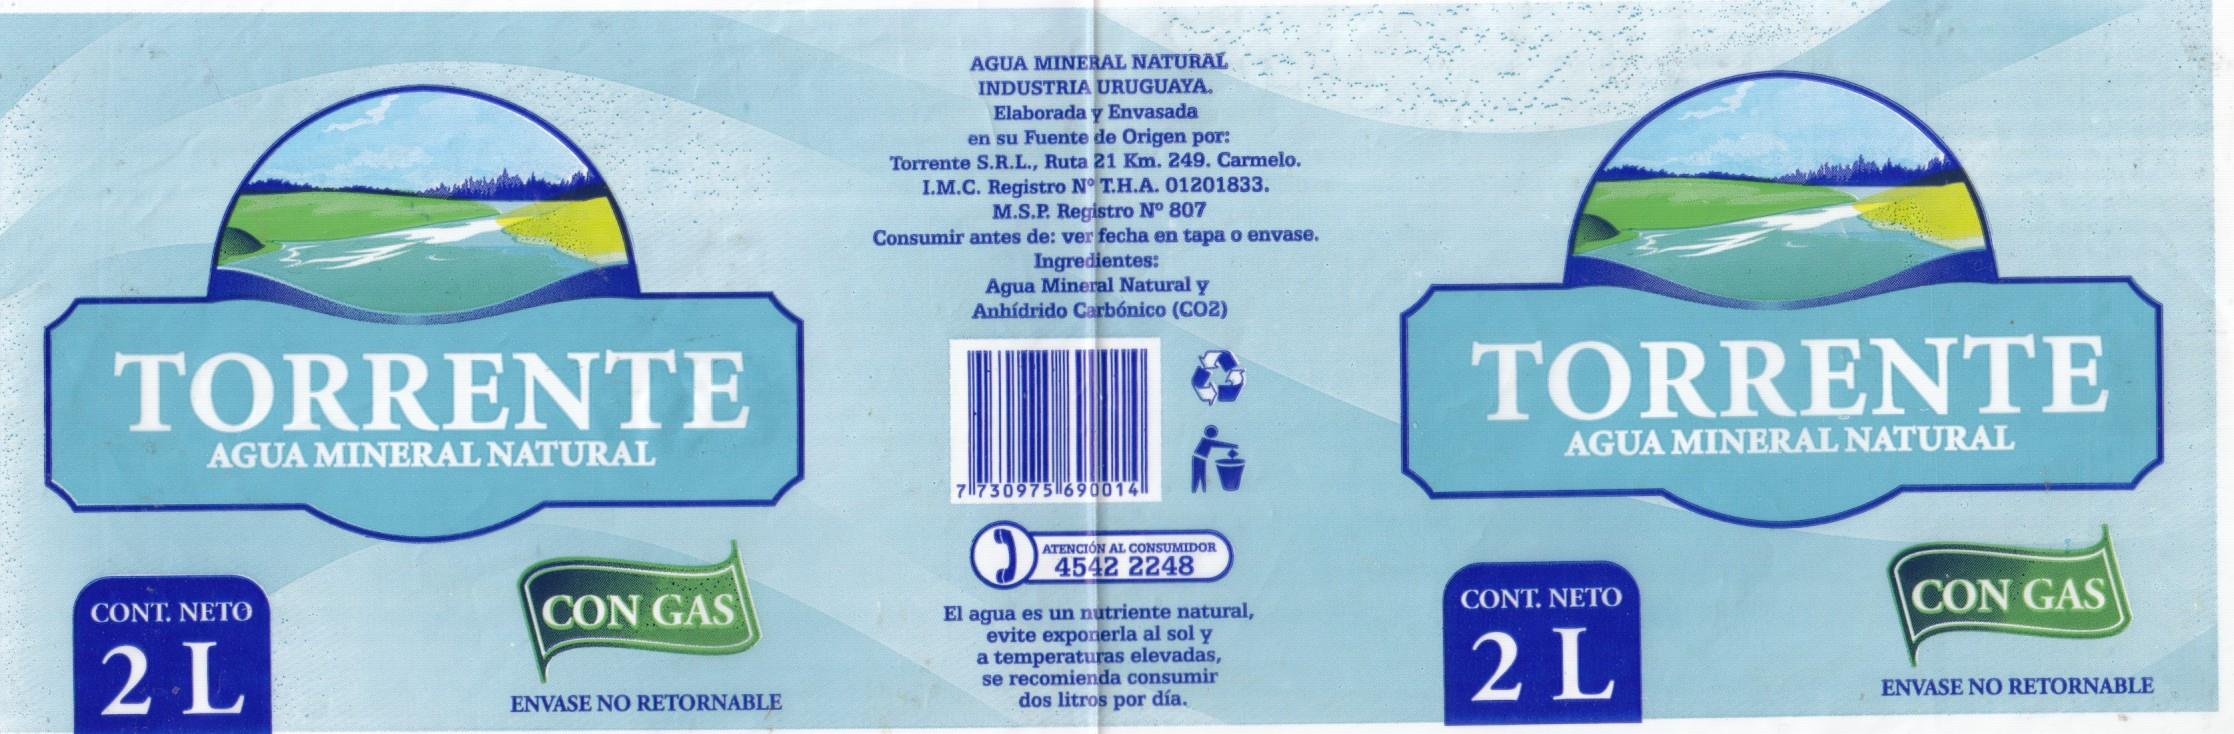 TORRENTE
AGUA MINERAL NATURAL
CONT. NETO
2 L
CON GAS
ENVASE NO RETORNABLE
AGUA MINERAL NATURAL
INDUSTRIA URUGUAYA.
Elaborada y Envasada
en su Fuente de Origen por:
Torrente S.R.L., Ruta 21 Km. 249. Carmelo.
I.M.C. Registro Nº T.H.A. 01201833.
M.S.P. Registro Nº 807
Consumir antes de: ver fecha en tapa o envase.
Ingredientes:
Agua Mineral Natural y
Anhídrido Carbónico (CO2)
7 730975 690014
ATENCIÓN AL CONSUMIDOR
4542 2248
El agua es un nutriente natural,
evite exponerla al sol y
a temperaturas elevadas,
se recomienda consumir
dos litros por día.
TORRENTE
AGUA MINERAL NATURAL
CONT. NETO
2 L
CON GAS
ENVASE NO RETORNABLE